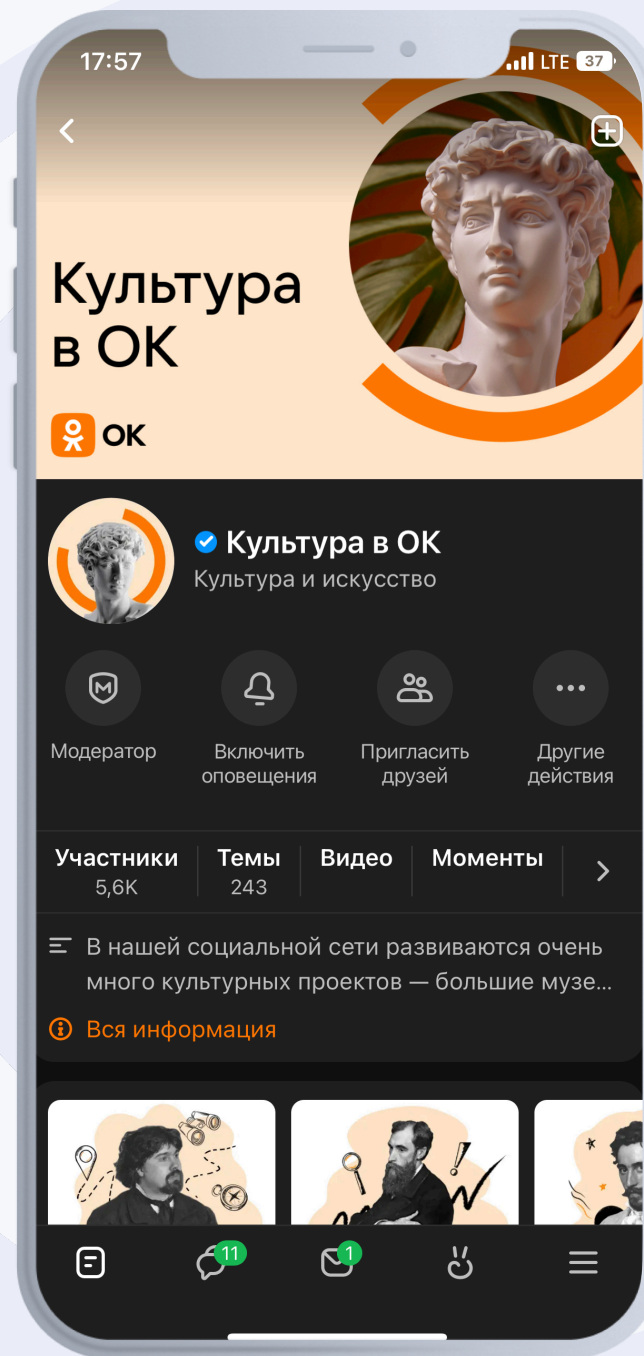 17:57
LTE 37
Культура
в ОК
ОК
Культура в ОК
Культура и искусство
Модератор
Включить
оповещения
Пригласить
друзей
Другие
действия
Участники Темы Видео Моменты
5,6K 243
В нашей социальной сети развиваются очень
много культурных проектов — большие музе...
Вся информация
11 1